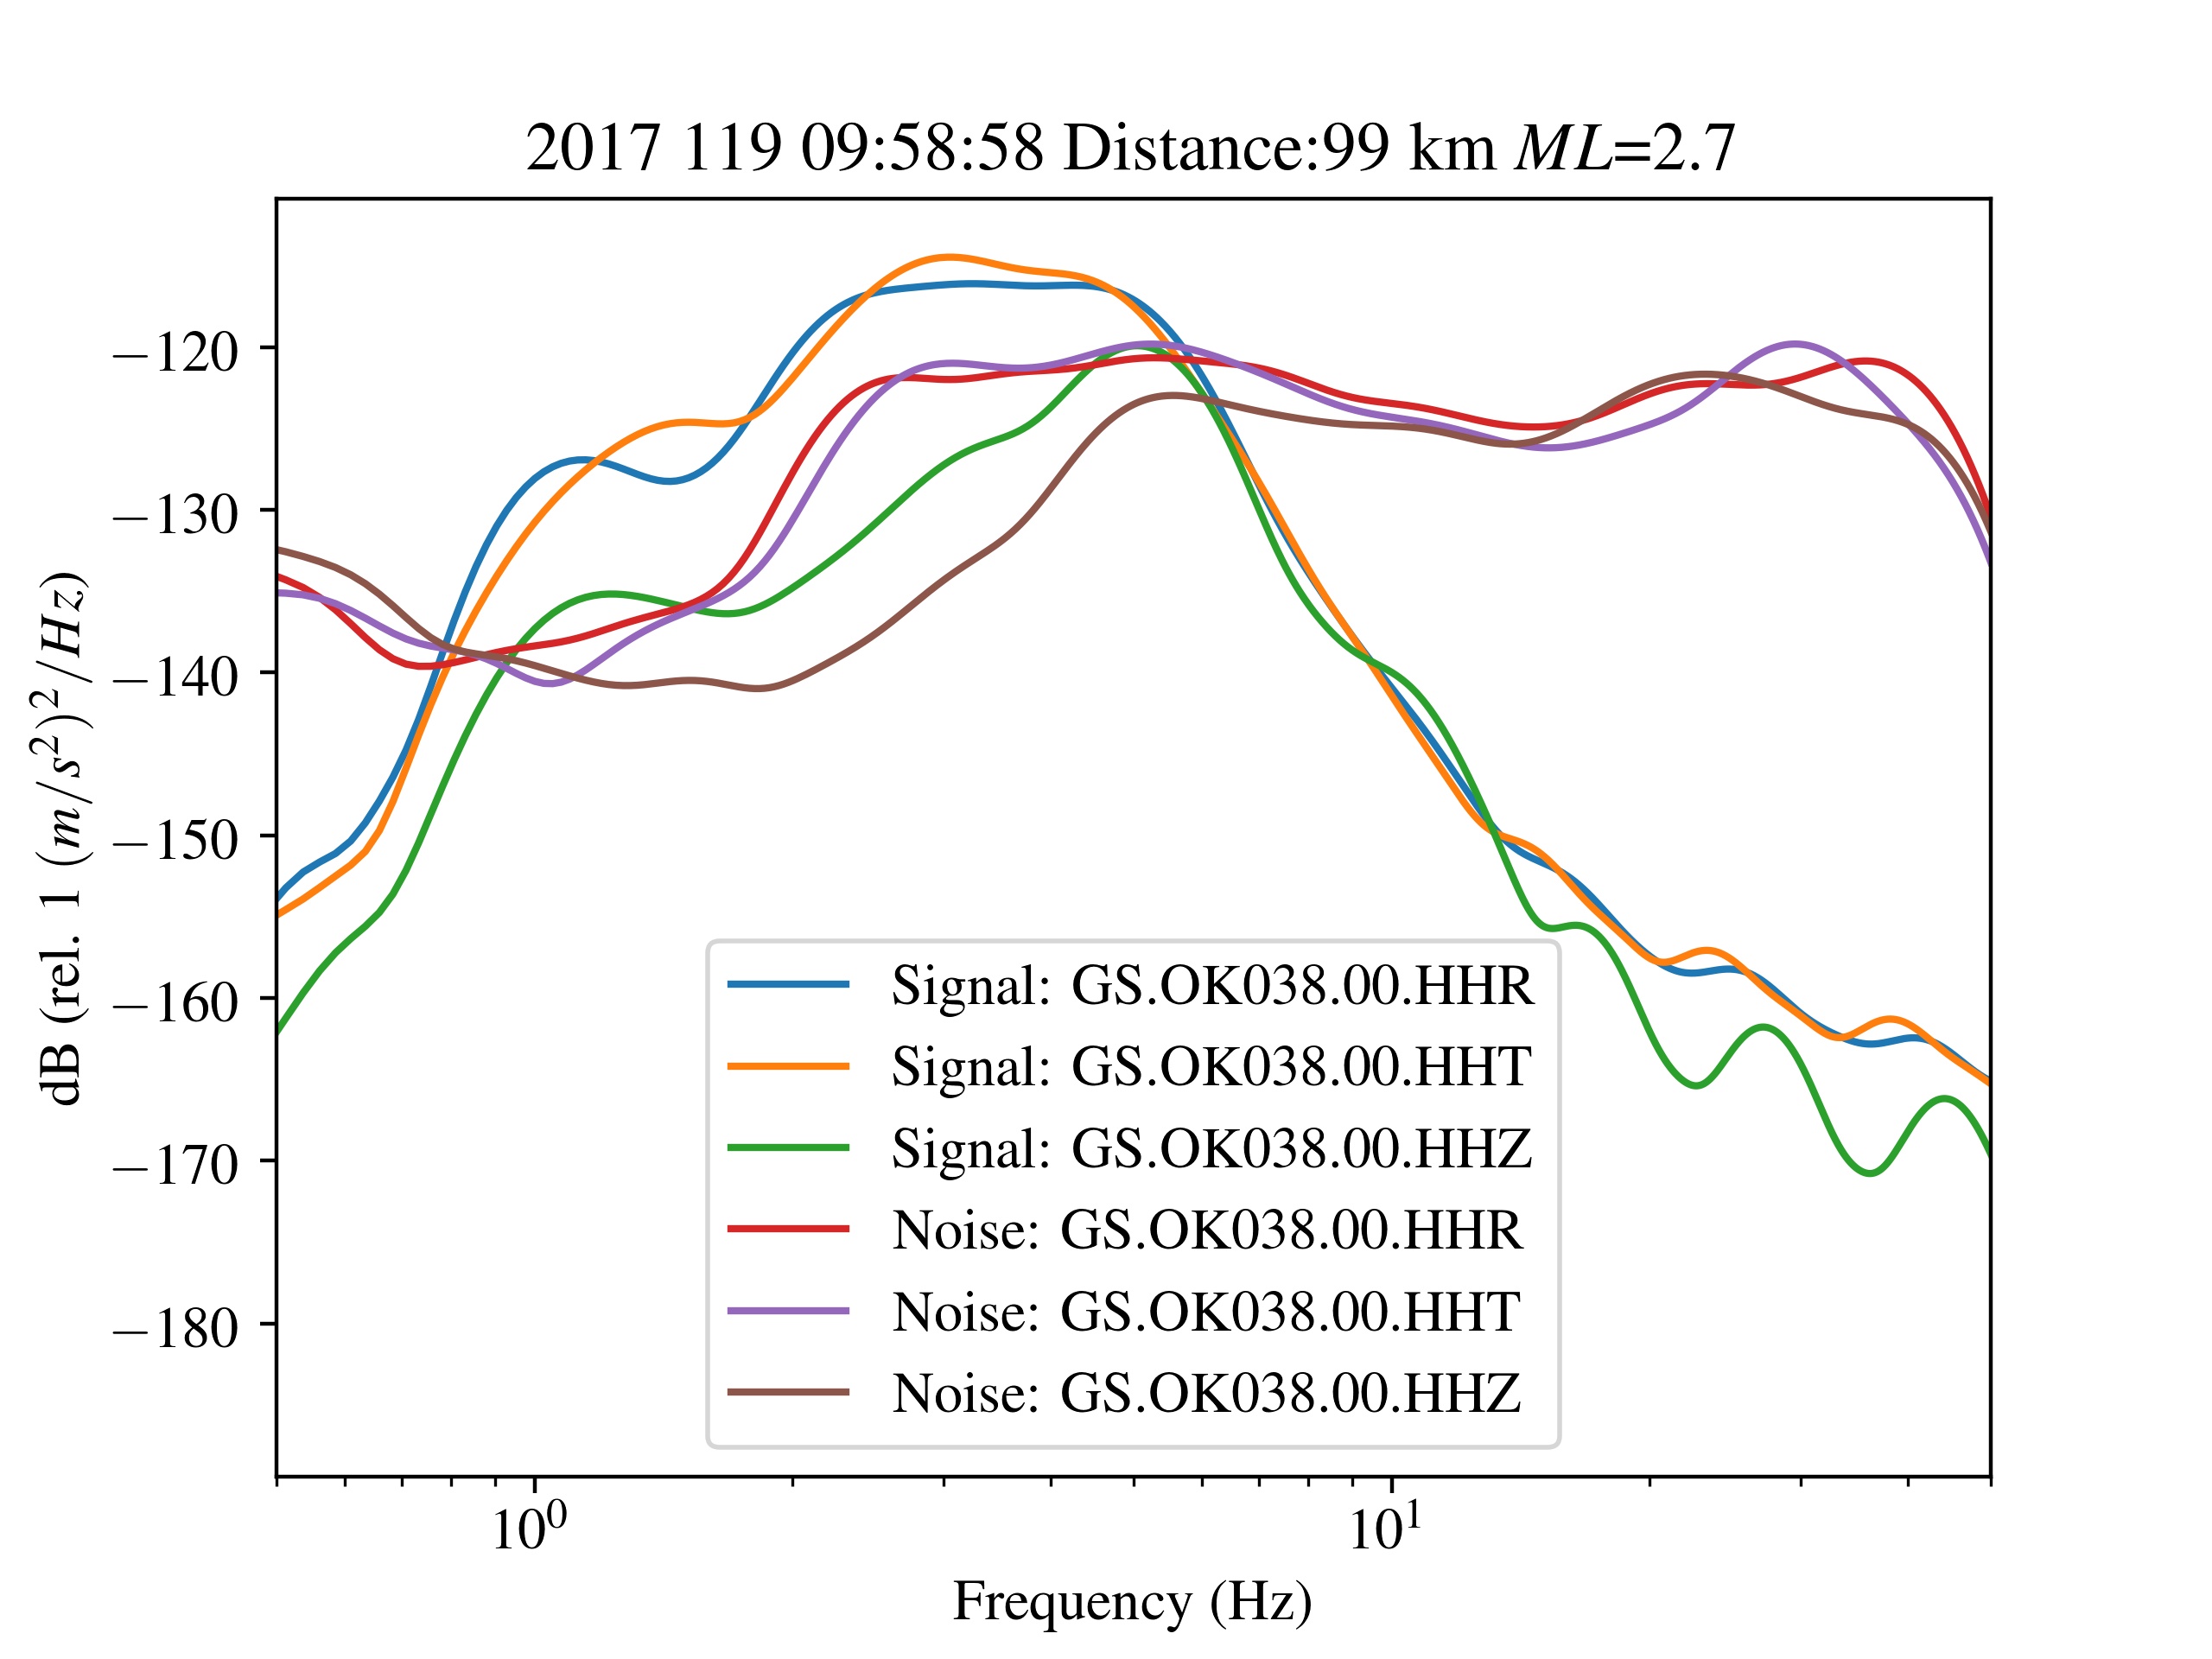 2017 119 09:58:58 Distance:99 km ML=2.7
dB (rel. 1 (m/s²)²/Hz)
−120
−130
−140
−150
−160
−170
−180
Signal: GS.OK038.00.HHR
Signal: GS.OK038.00.HHT
Signal: GS.OK038.00.HHZ
Noise: GS.OK038.00.HHR
Noise: GS.OK038.00.HHT
Noise: GS.OK038.00.HHZ
10⁰ 10¹
Frequency (Hz)